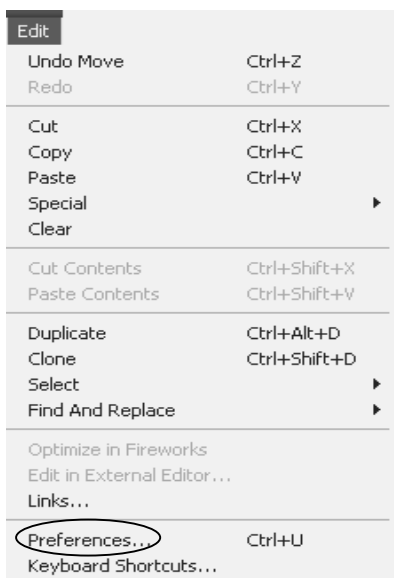 Edit
Undo Move Ctrl+Z
Redo Ctrl+Y
Cut Ctrl+X
Copy Ctrl+C
Paste Ctrl+V
Special
Clear
Cut Contents Ctrl+Shift+X
Paste Contents Ctrl+Shift+V
Duplicate Ctrl+Alt+D
Clone Ctrl+Shift+D
Select
Find And Replace
Optimize in Fireworks
Edit in External Editor...
Links...
Preferences... Ctrl+U
Keyboard Shortcuts...